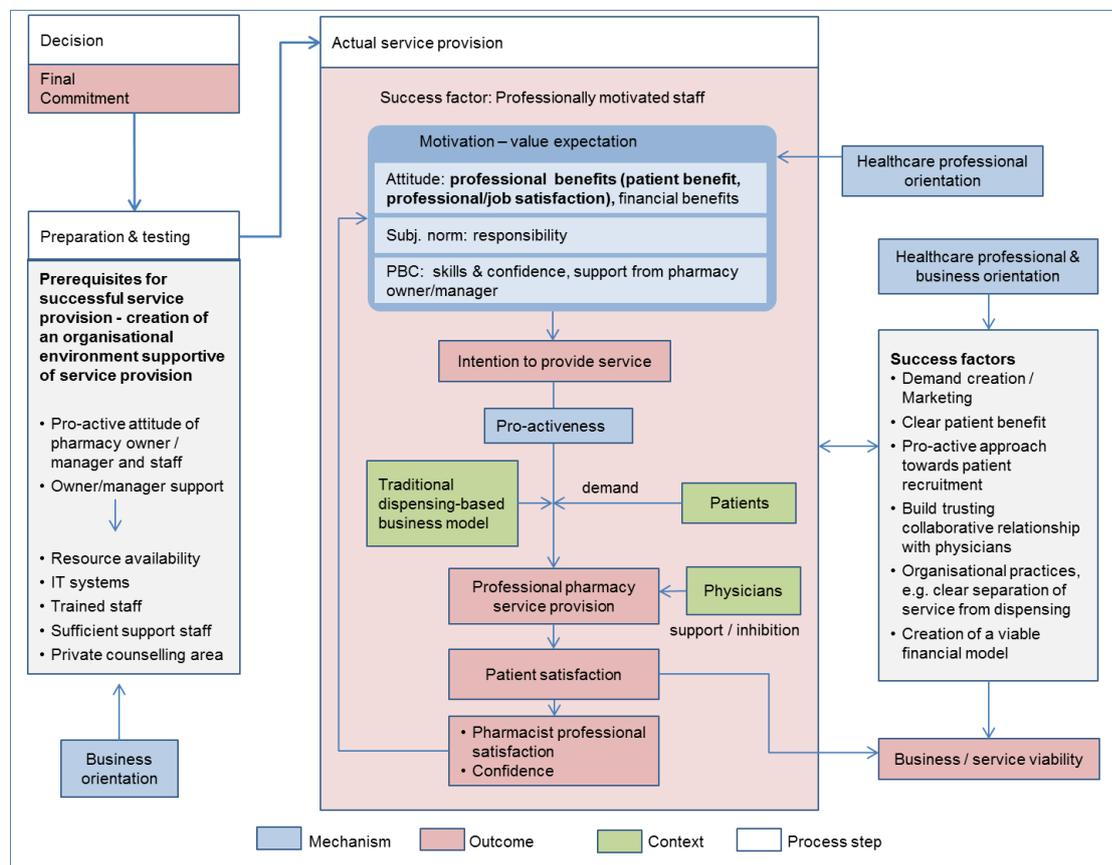 Decision
Final
Commitment
Preparation & testing
Prerequisites for
successful service
provision - creation of
an organisational
environment supportive
of service provision
• Pro-active attitude of
pharmacy owner /
manager and staff
• Owner/manager support
• Resource availability
• IT systems
• Trained staff
• Sufficient support staff
• Private counselling area
Business
orientation
Actual service provision
Success factor: Professionally motivated staff
Motivation – value expectation
Attitude: professional benefits (patient benefit,
professional/job satisfaction), financial benefits
Subj. norm: responsibility
PBC: skills & confidence, support from pharmacy
owner/manager
Intention to provide service
Pro-activeness
Traditional
dispensing-based
business model
demand
Patients
Professional pharmacy
service provision
Physicians
support / inhibition
Patient satisfaction
• Pharmacist professional
satisfaction
• Confidence
Healthcare professional
orientation
Healthcare professional &
business orientation
Success factors
• Demand creation /
Marketing
• Clear patient benefit
• Pro-active approach
towards patient
recruitment
• Build trusting
collaborative relationship
with physicians
• Organisational practices,
e.g. clear separation of
service from dispensing
• Creation of a viable
financial model
Business / service viability
Mechanism
Outcome
Context
Process step